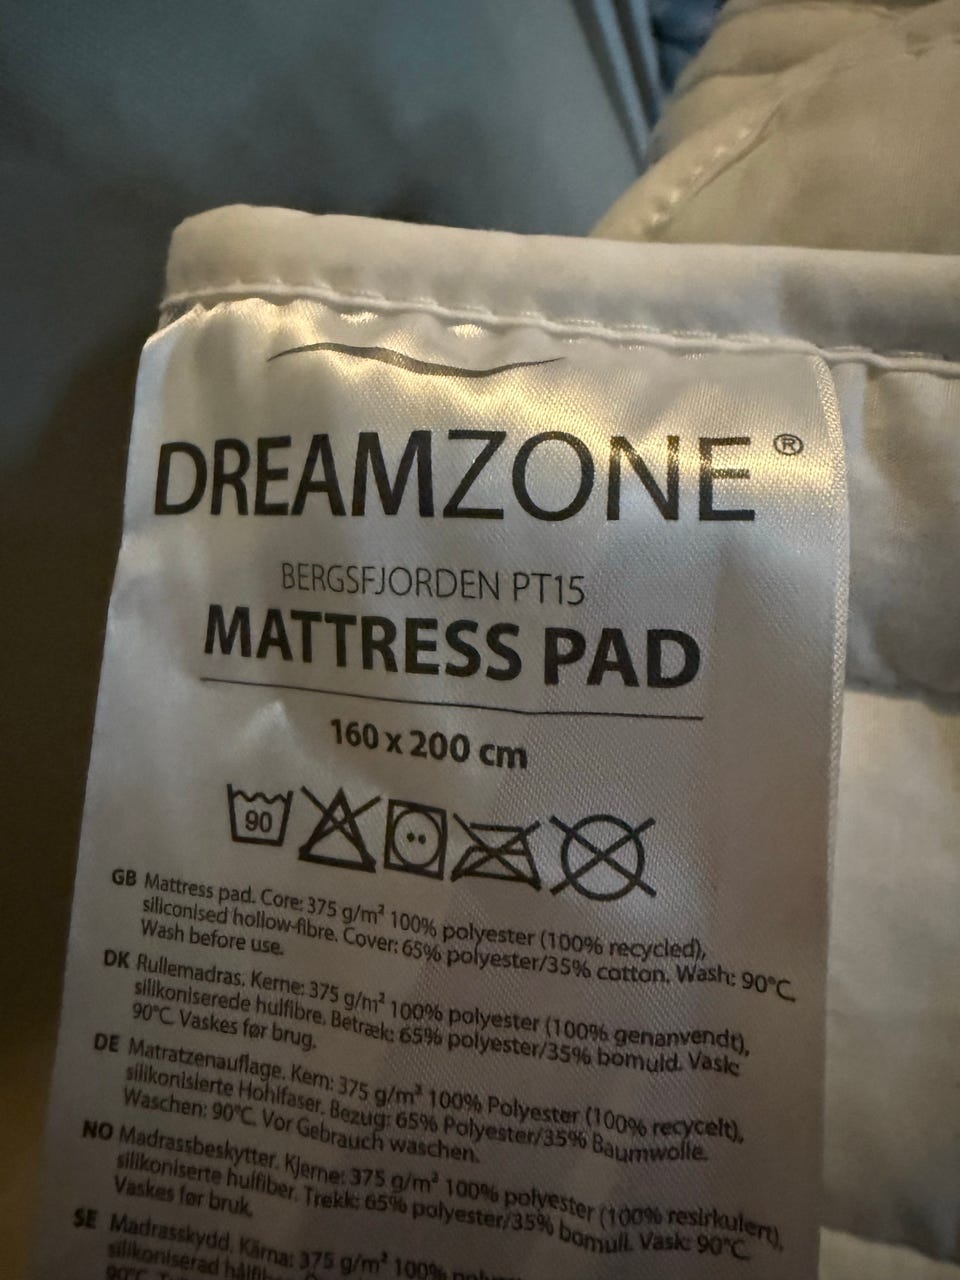 DREAMZONE®
BERGSFJORDEN PT15
MATTRESS PAD
160 x 200 cm
90
GB Mattress pad. Core: 375 g/m² 100% polyester (100% recycled),
siliconised hollow-fibre. Cover: 65% polyester/35% cotton. Wash: 90°C.
Wash before use.
DK Rullemadras. Kerne: 375 g/m² 100% polyester (100% genanvendt),
silikoniserede hulfibre. Betræk: 65% polyester/35% bomuld. Vask:
90°C. Vaskes før brug.
DE Matratzenauflage. Kern: 375 g/m² 100% Polyester (100% recycelt),
silikonisierte Hohlfaser. Bezug: 65% Polyester/35% Baumwolle.
Waschen: 90°C. Vor Gebrauch waschen.
NO Madrassbeskytter. Kjerne: 375 g/m² 100% polyester (100% resirkulert),
silikoniserte hulfiber. Trekk: 65% polyester/35% bomull. Vask: 90°C.
Vaskes før bruk.
SE Madrasskydd. Kärna: 375 g/m² 100%
silikoniserad
90°C.